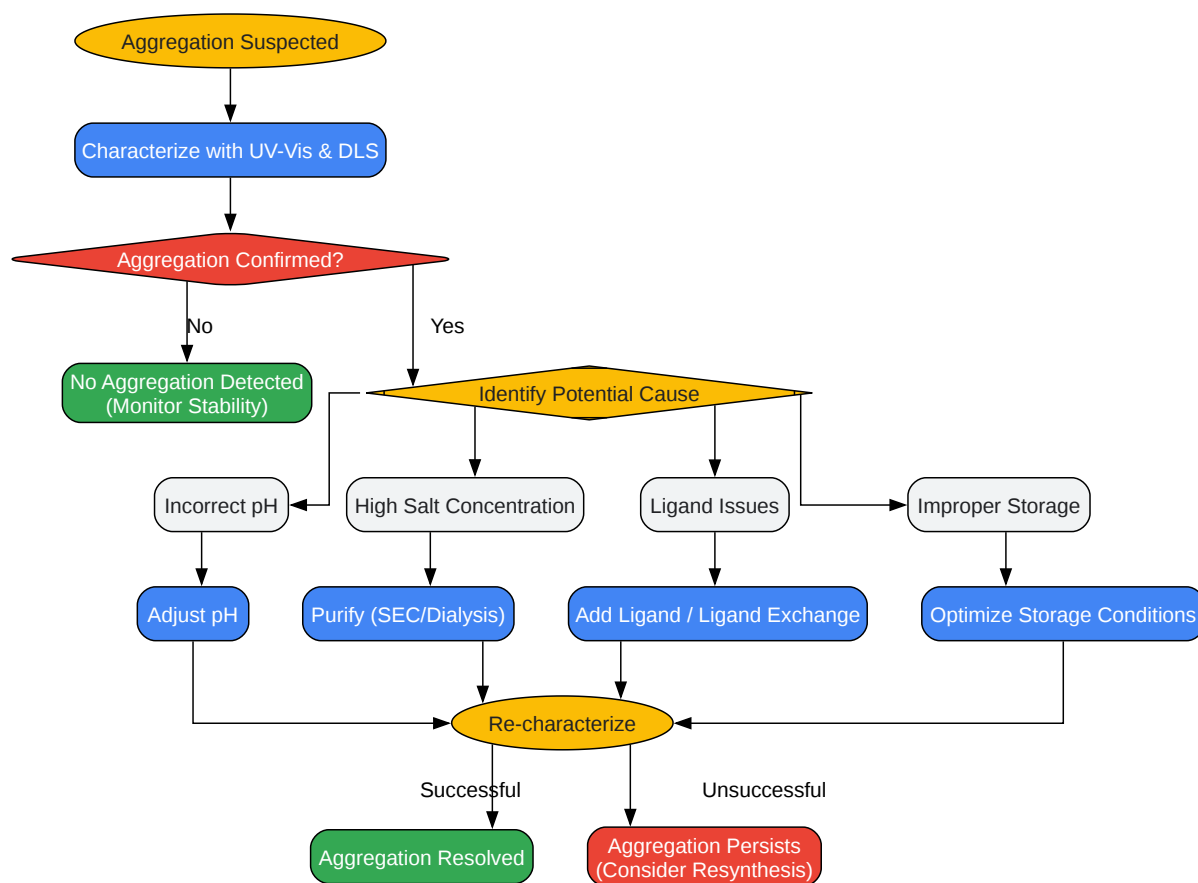 Aggregation Suspected
Characterize with UV-Vis & DLS
Aggregation Confirmed?
No
Yes
No Aggregation Detected
(Monitor Stability)
Identify Potential Cause
Incorrect pH
High Salt Concentration
Ligand Issues
Improper Storage
Adjust pH
Purify (SEC/Dialysis)
Add Ligand / Ligand Exchange
Optimize Storage Conditions
Re-characterize
Successful
Unsuccessful
Aggregation Resolved
Aggregation Persists
(Consider Resynthesis)